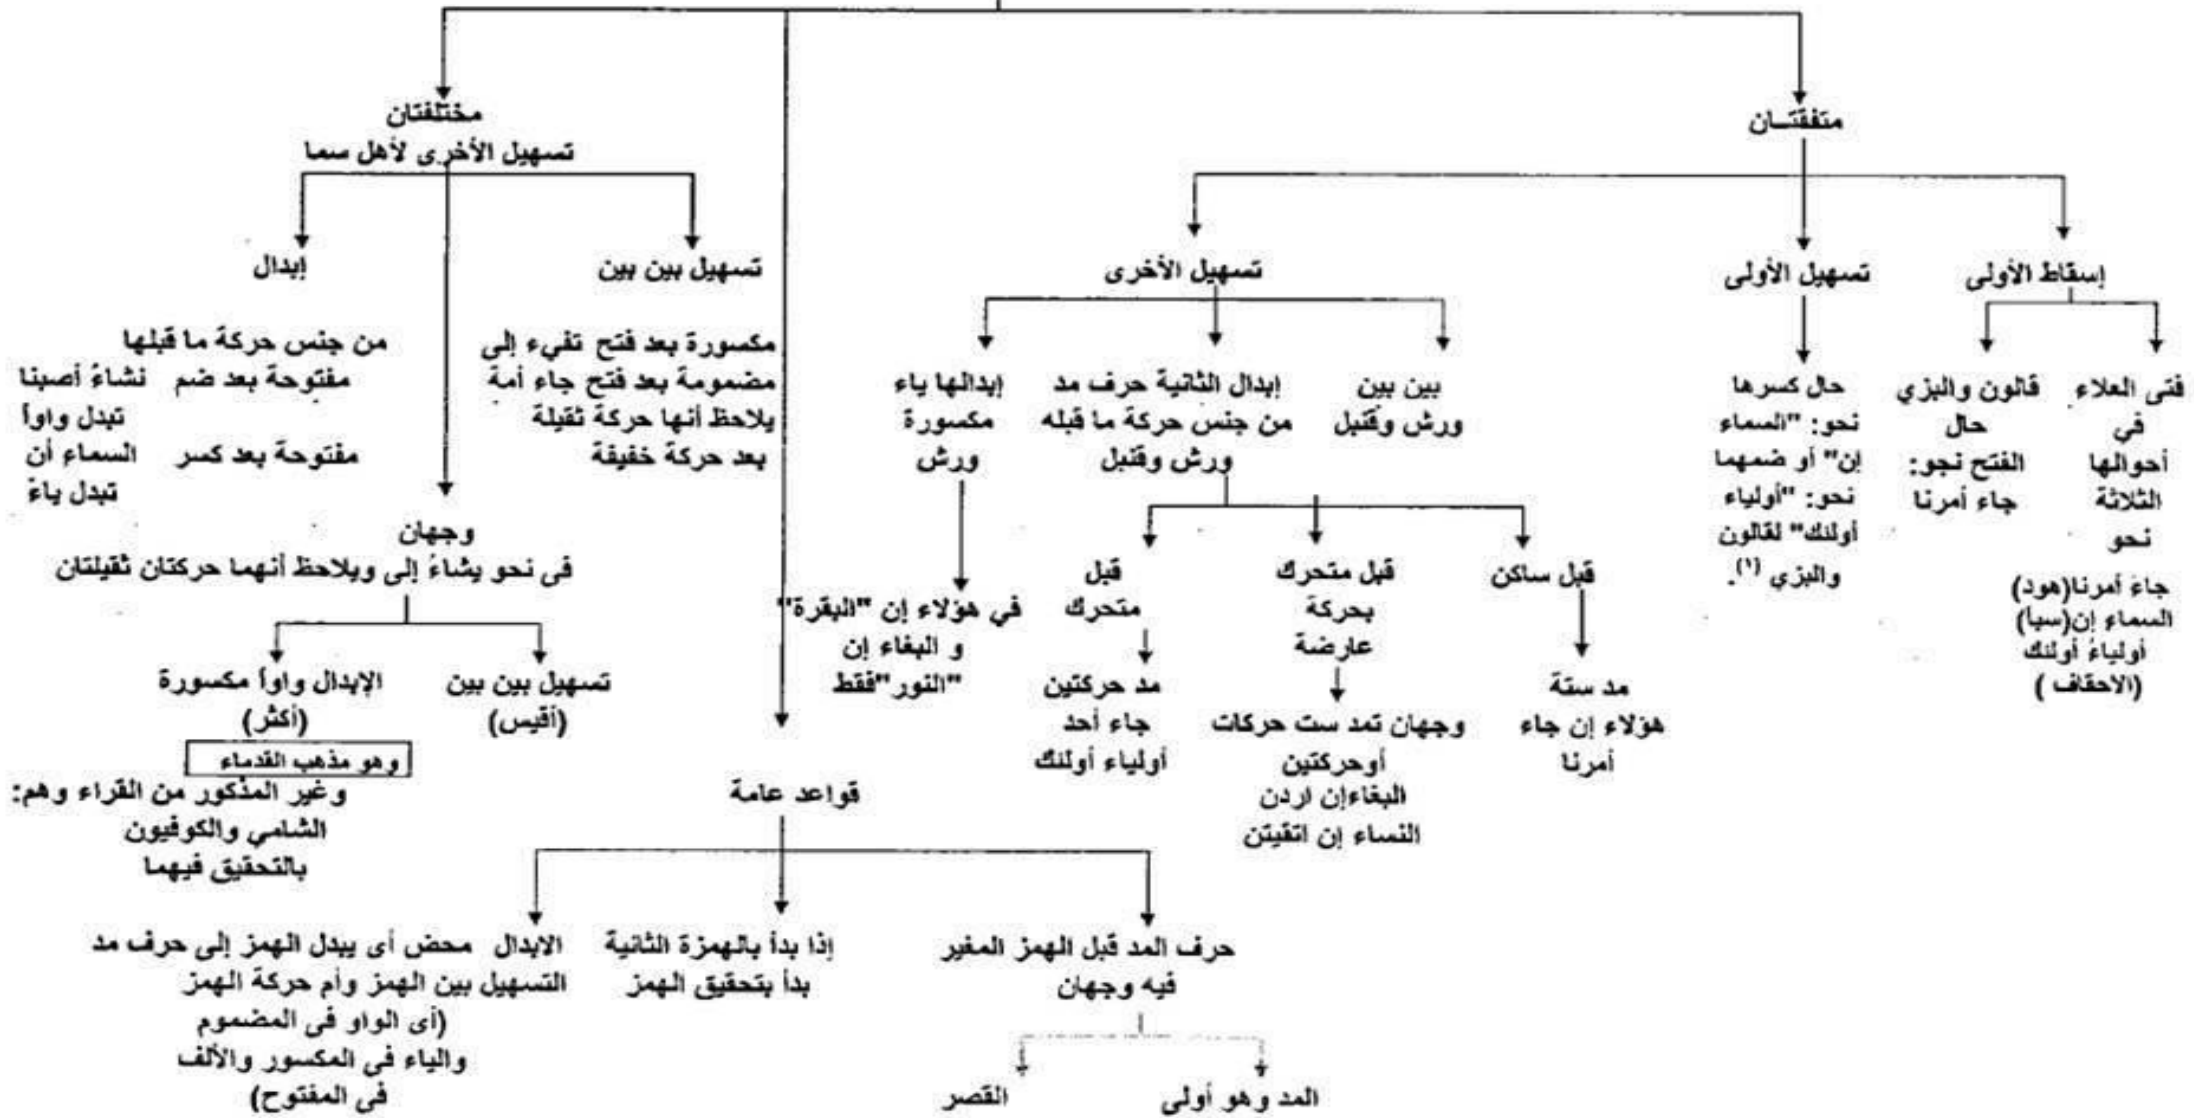 متفقتــان
إسقاط الأولى
فتى العلاء
في
أحوالها
الثلاثة
نحو
جاءَ أمرنا(هود)
السماء إن(سبأ)
أولياءُ أولئك
(الاحقاف )
قالون والبزي
حال
الفتح نجو:
جاء أمرنا
تسهيل الأولى
حال كسرها
نحو: "السماء
إن" أو ضمهما
نحو: "أولياء
أولئك" لقالون
والبزي (١).
تسهيل الأخرى
بين بين
ورش وقنبل
إبدال الثانية حرف مد
من جنس حركة ما قبله
ورش وقنبل
قبل ساكن
مد ستة
هؤلاء إن جاء
أمرنا
قبل متحرك
بحركة
عارضة
وجهان تمد ست حركات
أوحركتين
البغاءإن اردن
النساء إن اتقيتن
قبل
متحرك
مد حركتين
جاء أحد
أولياء أولئك
إبدالها ياء
مكسورة
ورش
في هؤلاء إن "البقرة"
و البغاء إن
"النور"فقط
قواعد عامة
حرف المد قبل الهمز المغير
فيه وجهان
المد وهو أولى
القصر
إذا بدأ بالهمزة الثانية
بدأ بتحقيق الهمز
الإبدال محض أى يبدل الهمز إلى حرف مد
التسهيل بين الهمز وأم حركة الهمز
(أى الواو فى المضموم
والياء فى المكسور والألف
فى المفتوح)
مختلفتان
تسهيل الأخرى لأهل سما
تسهيل بين بين
مكسورة بعد فتح تفيء إلى
مضمومة بعد فتح جاء أمة
يلاحظ أنها حركة ثقيلة
بعد حركة خفيفة
وجهان
فى نحو يشاءُ إلى ويلاحظ أنهما حركتان ثقيلتان
تسهيل بين بين
(أقيس)
الإبدال واواً مكسورة
(أكثر)
وهو مذهب القدماء
وغير المذكور من القراء وهم:
الشامي والكوفيون
بالتحقيق فيهما
إبدال
من جنس حركة ما قبلها
مفتوحة بعد ضم نشاءُ أصبنا
تبدل واواً
مفتوحة بعد كسر السماء أن
تبدل ياءً